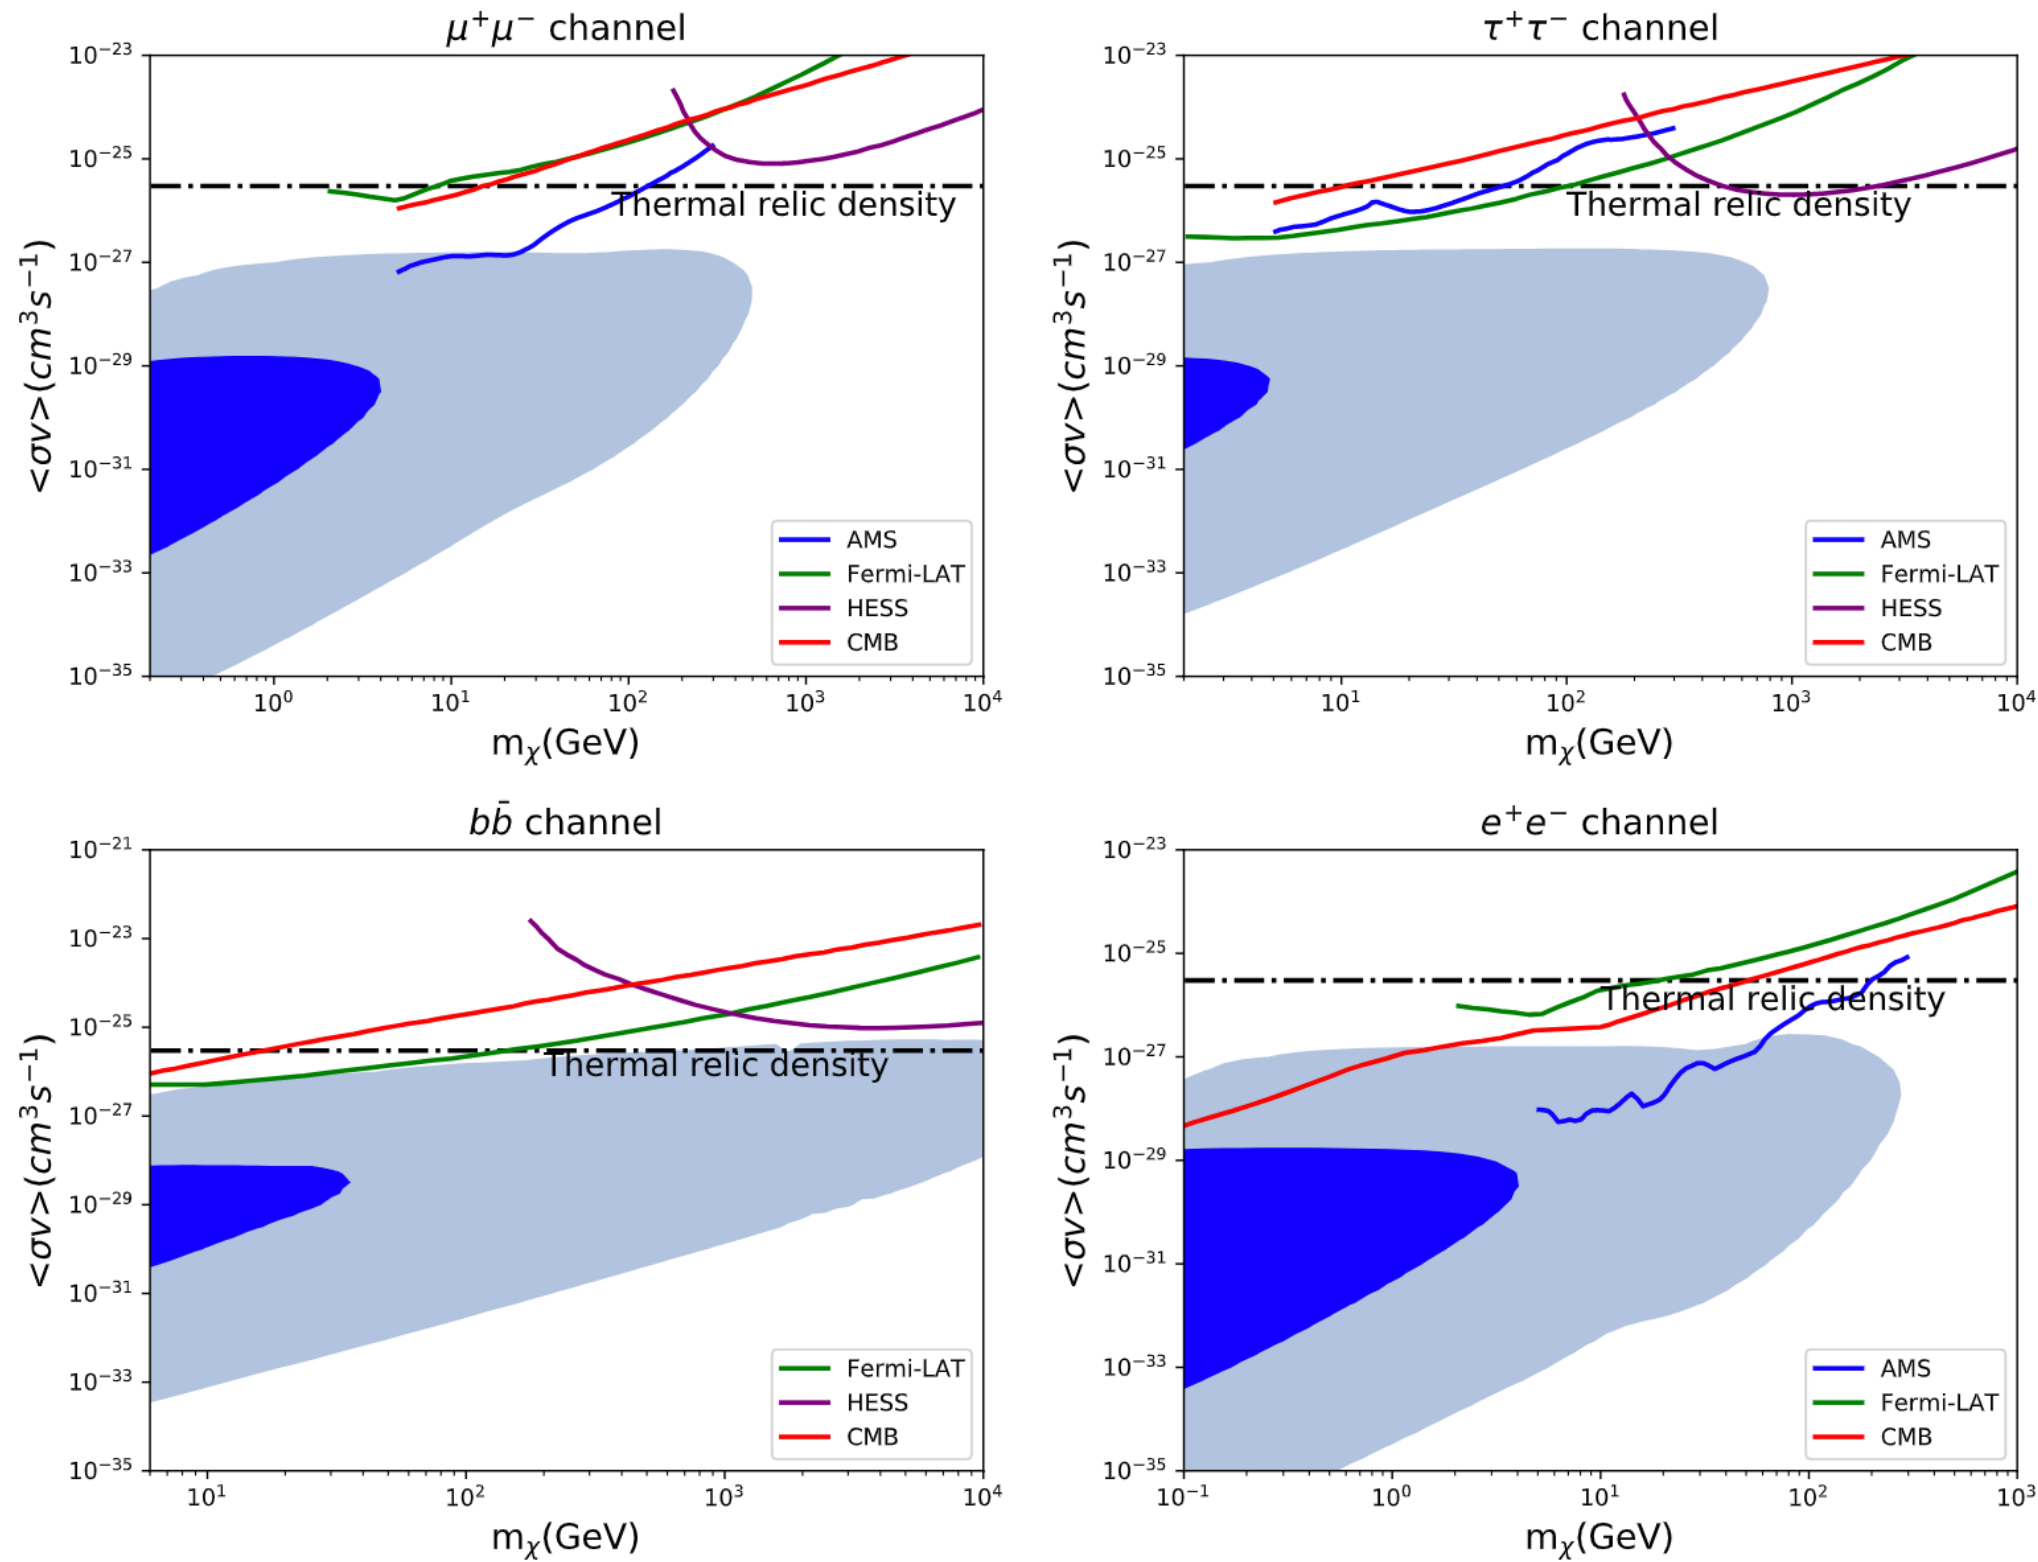 μ⁺μ⁻ channel
10⁻²³
10⁻²⁵
10⁻²⁷
10⁻²⁹
10⁻³¹
10⁻³³
10⁻³⁵
<σv>(cm³s⁻¹)
Thermal relic density
AMS
Fermi-LAT
HESS
CMB
10⁰ 10¹ 10² 10³ 10⁴
mᵪ(GeV)
τ⁺τ⁻ channel
10⁻²³
10⁻²⁵
10⁻²⁷
10⁻²⁹
10⁻³¹
10⁻³³
10⁻³⁵
<σv>(cm³s⁻¹)
Thermal relic density
AMS
Fermi-LAT
HESS
CMB
10¹ 10² 10³ 10⁴
mᵪ(GeV)
bb̄ channel
10⁻²¹
10⁻²³
10⁻²⁵
10⁻²⁷
10⁻²⁹
10⁻³¹
10⁻³³
10⁻³⁵
<σv>(cm³s⁻¹)
Thermal relic density
Fermi-LAT
HESS
CMB
10¹ 10² 10³ 10⁴
mᵪ(GeV)
e⁺e⁻ channel
10⁻²³
10⁻²⁵
10⁻²⁷
10⁻²⁹
10⁻³¹
10⁻³³
10⁻³⁵
<σv>(cm³s⁻¹)
Thermal relic density
AMS
Fermi-LAT
CMB
10⁻¹ 10⁰ 10¹ 10² 10³
mᵪ(GeV)